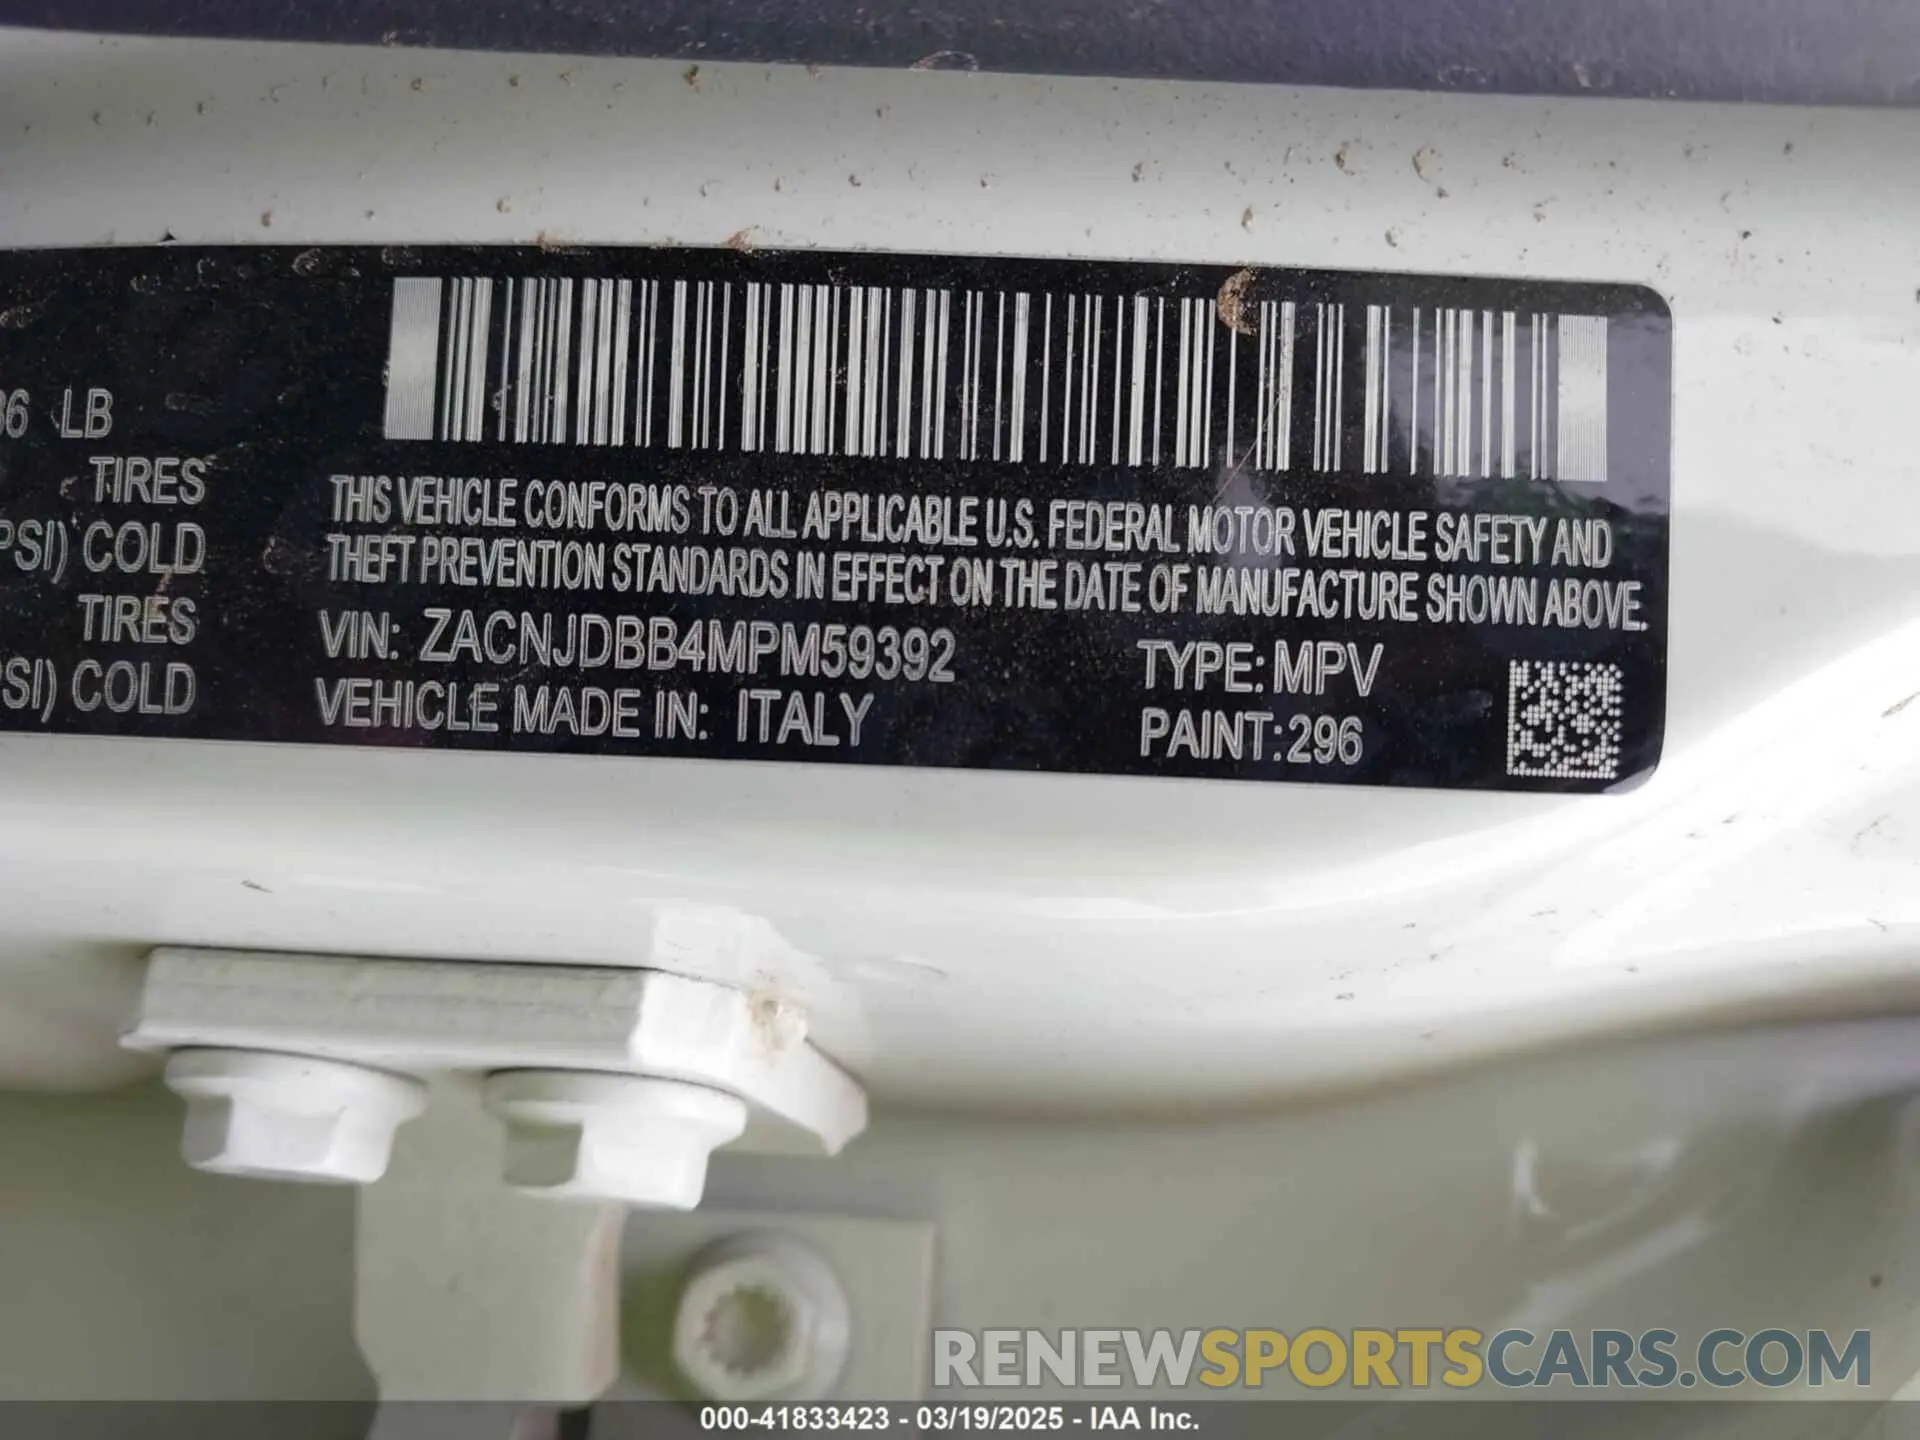 36 LB
TIRES
PSI) COLD
TIRES
SI) COLD
THIS VEHICLE CONFORMS TO ALL APPLICABLE U.S. FEDERAL MOTOR VEHICLE SAFETY AND
THEFT PREVENTION STANDARDS IN EFFECT ON THE DATE OF MANUFACTURE SHOWN ABOVE.
VIN: ZACNJDBB4MPM59392
TYPE: MPV
VEHICLE MADE IN: ITALY
PAINT: 296
RENEWSPORTSCARS.COM
000-41833423 - 03/19/2025 - IAA Inc.